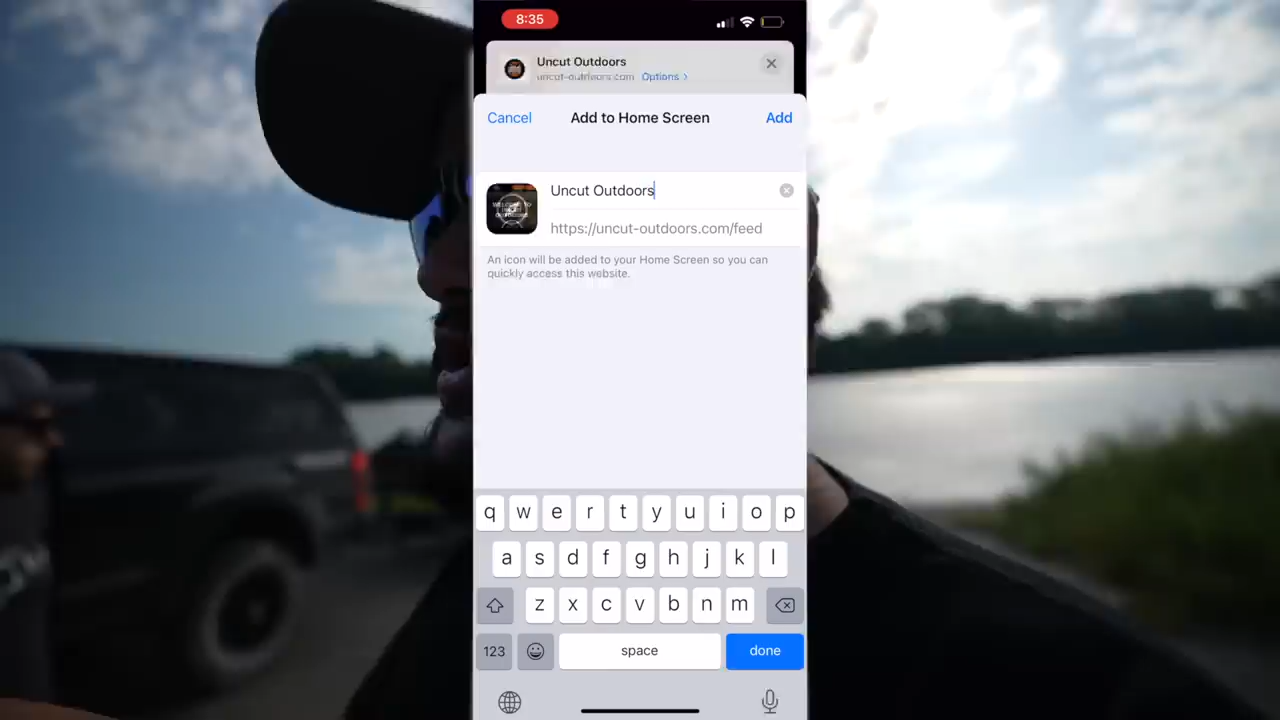 8:35
Uncut Outdoors
uncut-outdoors.com Options >
Cancel Add to Home Screen Add
Uncut Outdoors
https://uncut-outdoors.com/feed
An icon will be added to your Home Screen so you can
quickly access this website.
q w e r t y u i o p
a s d f g h j k l
z x c v b n m
123 space done